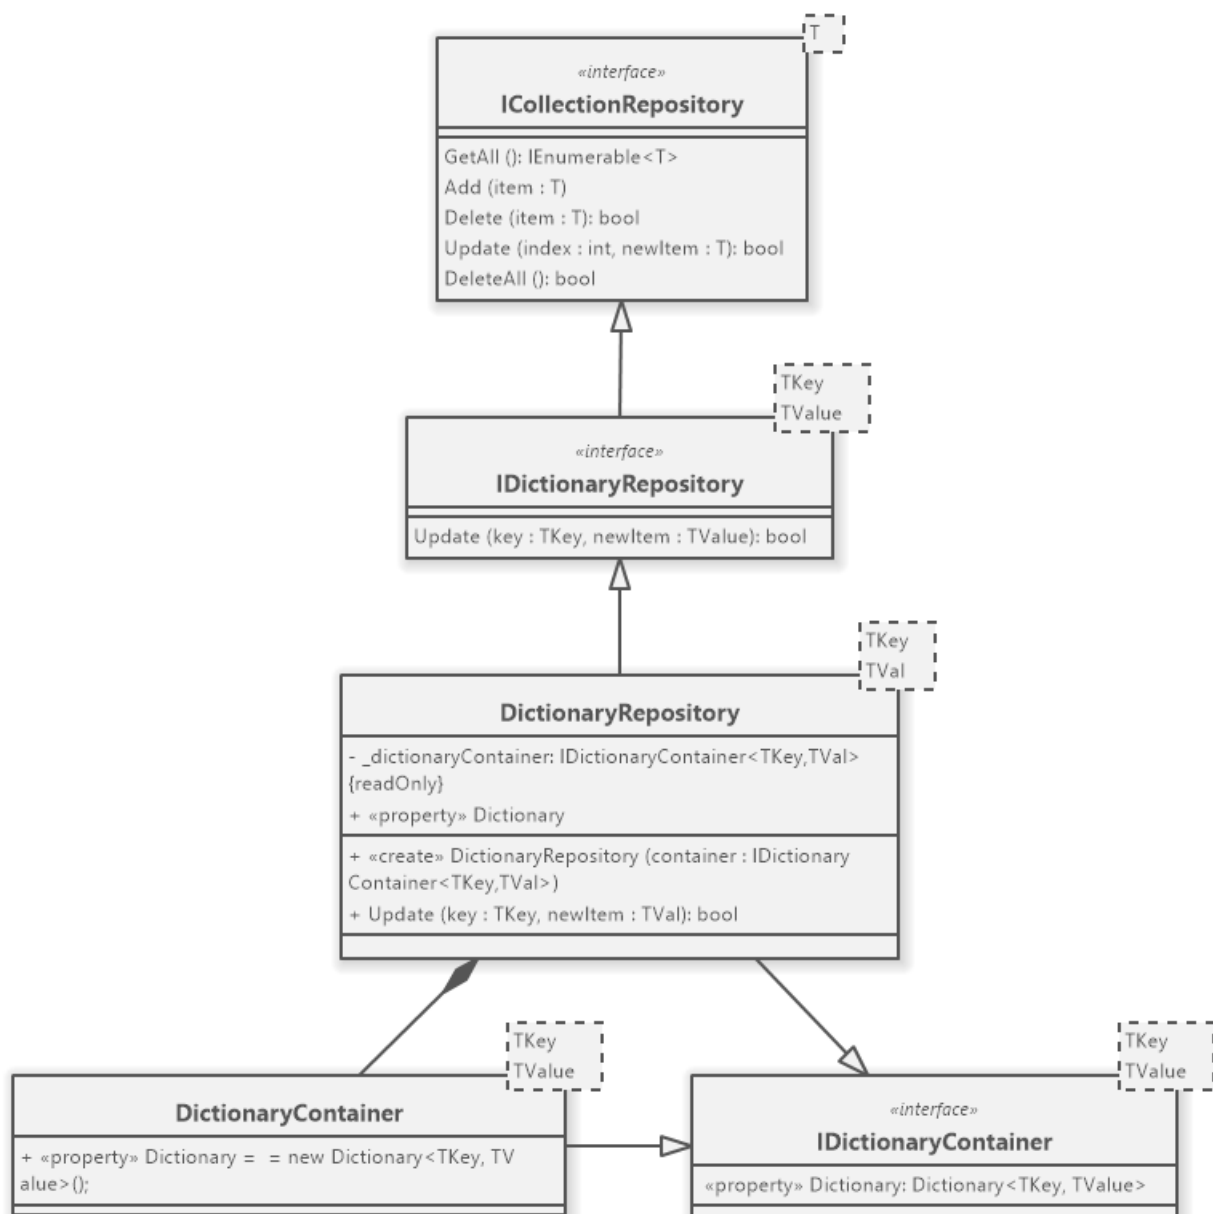 T
«interface»
ICollectionRepository
GetAll (): IEnumerable<T>
Add (item : T)
Delete (item : T): bool
Update (index : int, newItem : T): bool
DeleteAll (): bool
TKey
TValue
«interface»
IDictionaryRepository
Update (key : TKey, newItem : TValue): bool
TKey
TVal
DictionaryRepository
- _dictionaryContainer: IDictionaryContainer<TKey,TVal>
{readOnly}
+ «property» Dictionary
+ «create» DictionaryRepository (container : IDictionary
Container<TKey,TVal>)
+ Update (key : TKey, newItem : TVal): bool
TKey
TValue
DictionaryContainer
+ «property» Dictionary = = new Dictionary<TKey, TV
alue>();
TKey
TValue
«interface»
IDictionaryContainer
«property» Dictionary: Dictionary<TKey, TValue>